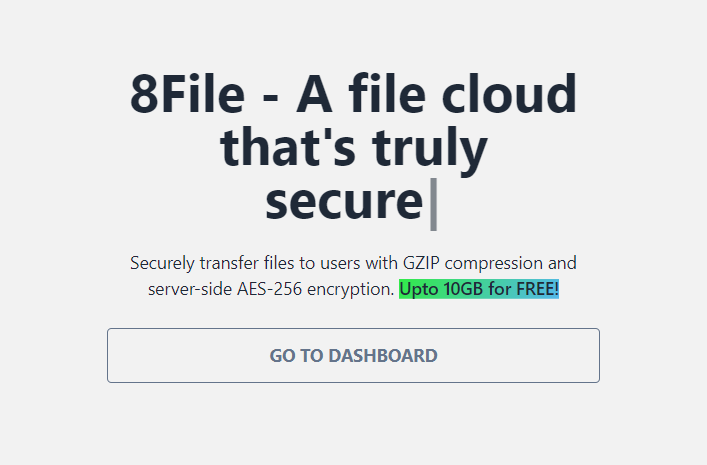 8File - A file cloud
that's truly
secure|
Securely transfer files to users with GZIP compression and
server-side AES-256 encryption. Upto 10GB for FREE!
GO TO DASHBOARD